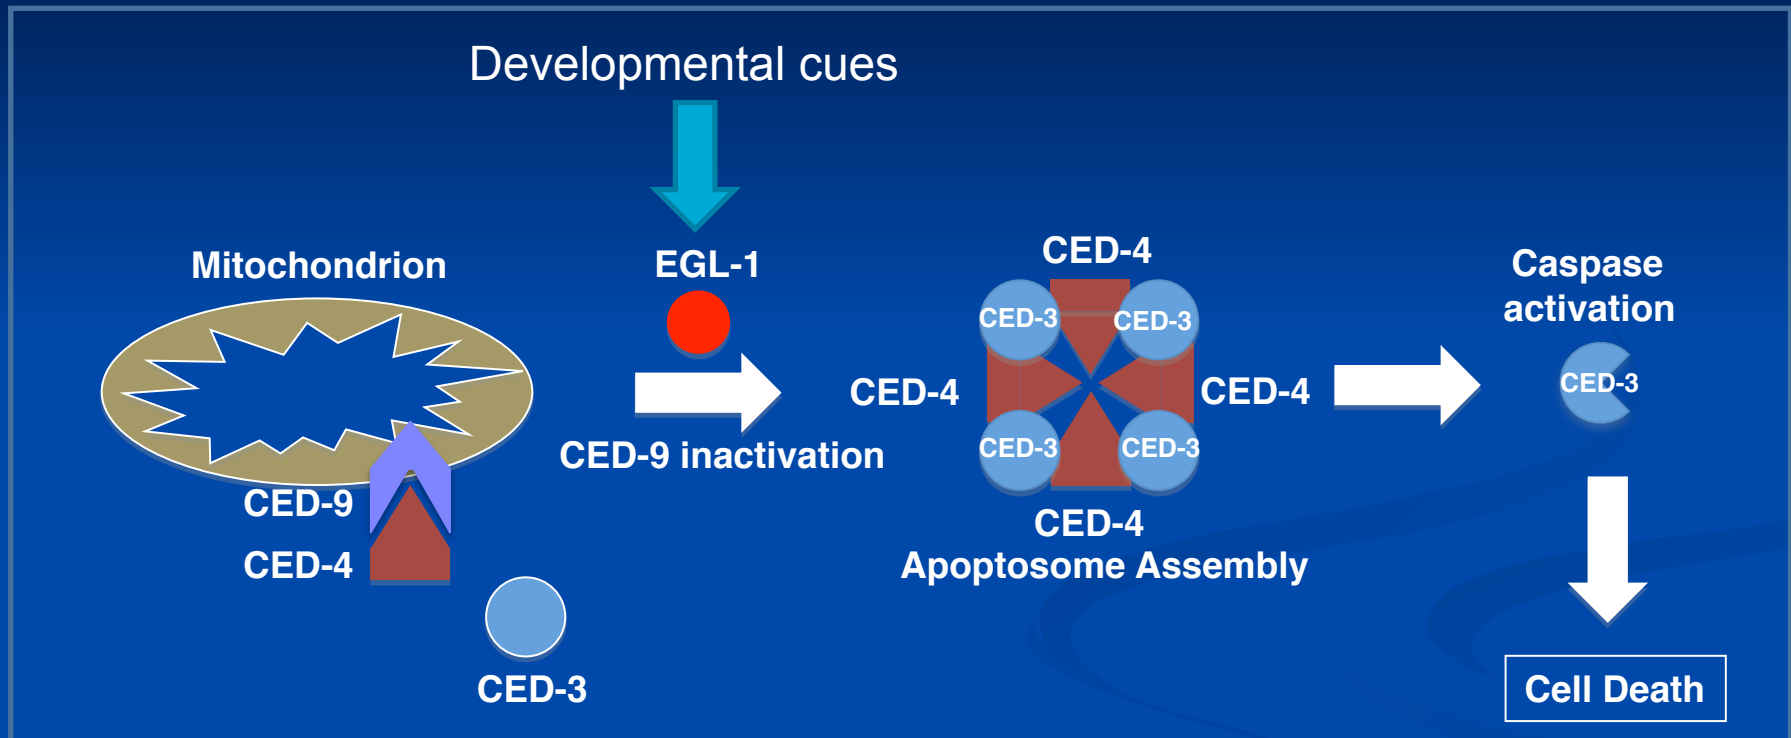 Developmental cues
Mitochondrion
CED-9
CED-4
CED-3
EGL-1
CED-9 inactivation
CED-4
CED-3
CED-3
CED-4
CED-4
CED-3
CED-3
CED-4
Apoptosome Assembly
Caspase
activation
CED-3
Cell Death